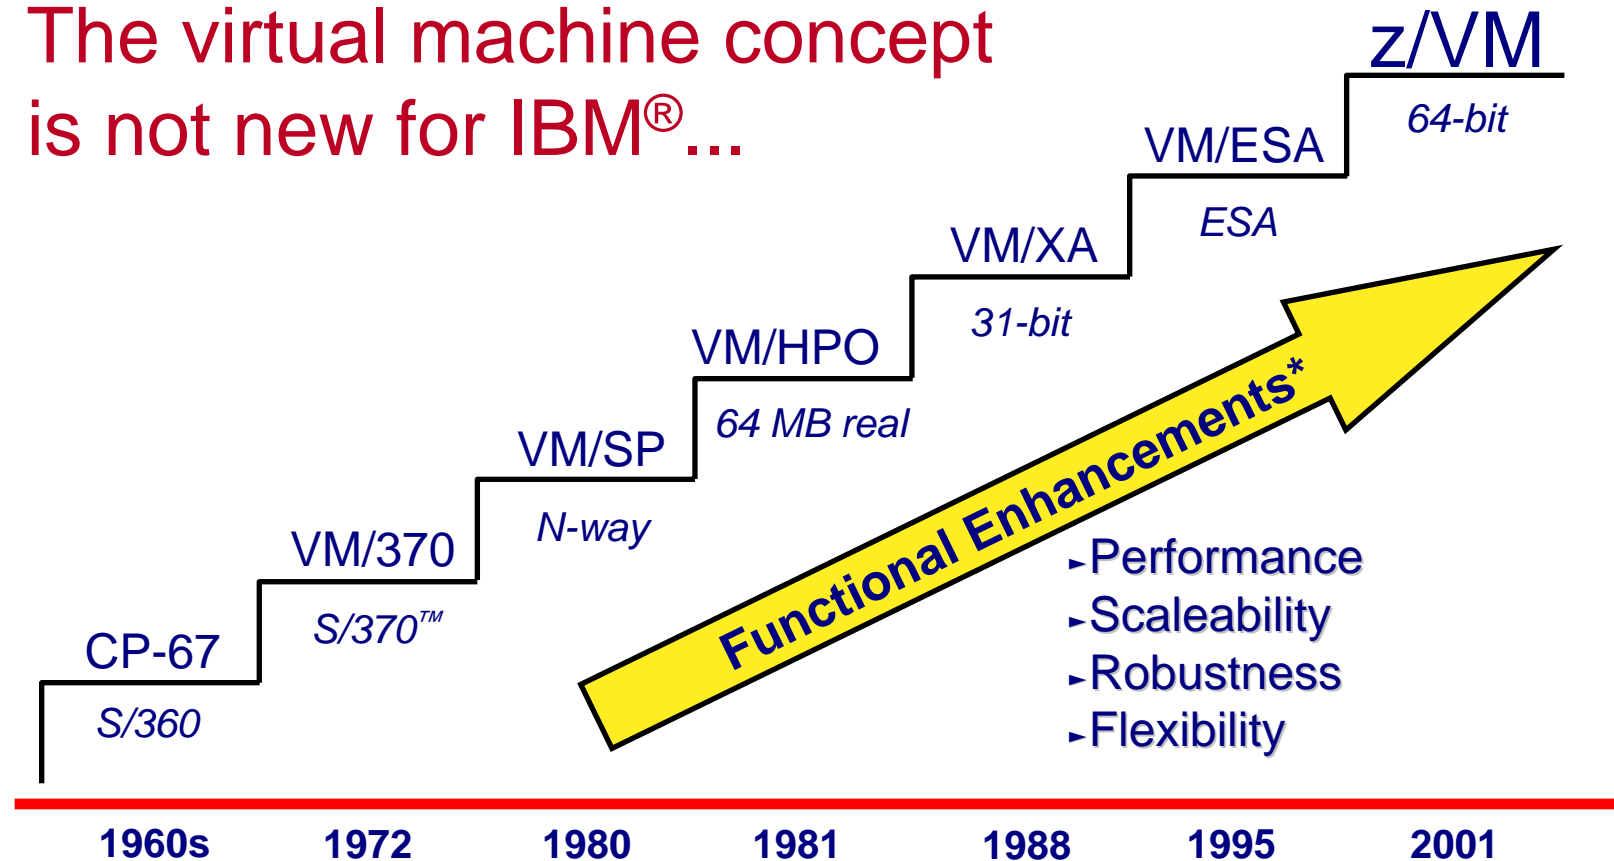 The virtual machine concept
is not new for IBM®...
z/VM
64-bit
VM/ESA
ESA
VM/XA
31-bit
VM/HPO
64 MB real
VM/SP
N-way
VM/370
S/370™
CP-67
S/360
Functional Enhancements*
►Performance
►Scaleability
►Robustness
►Flexibility
1960s 1972 1980 1981 1988 1995 2001